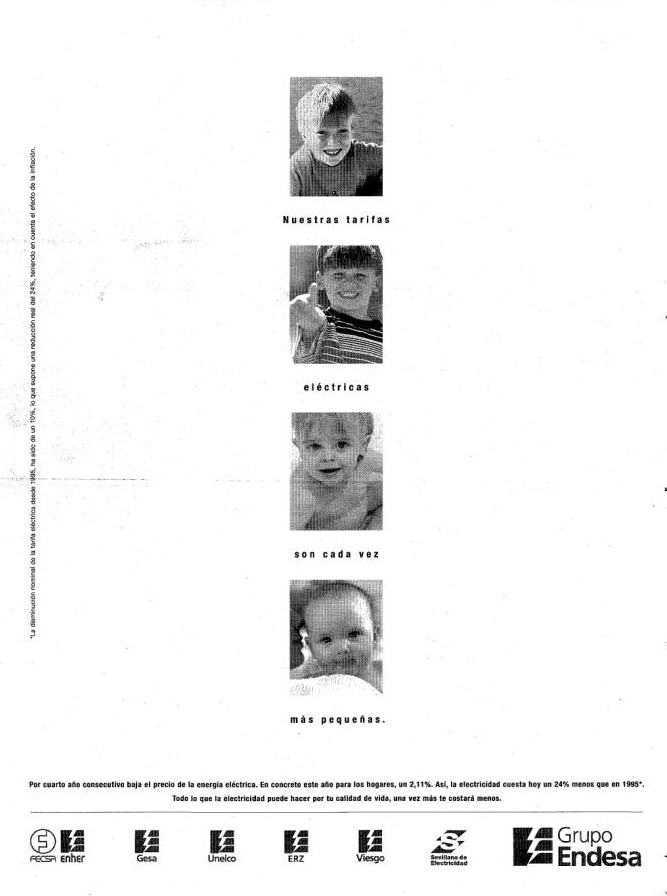 Nuestras tarifas
eléctricas
son cada vez
más pequeñas.
*La disminución nominal de la tarifa eléctrica desde 1995, ha sido de un 10%, lo que supone una reducción real del 24%, teniendo en cuenta el efecto de la inflación.
Por cuarto año consecutivo baja el precio de la energía eléctrica. En concreto este año para los hogares, un 2,11%. Así, la electricidad cuesta hoy un 24% menos que en 1995*.
Todo lo que la electricidad puede hacer por tu calidad de vida, una vez más te costará menos.
FECSA enher Gesa Unelco ERZ Viesgo Sevillana de
Electricidad
Grupo
Endesa